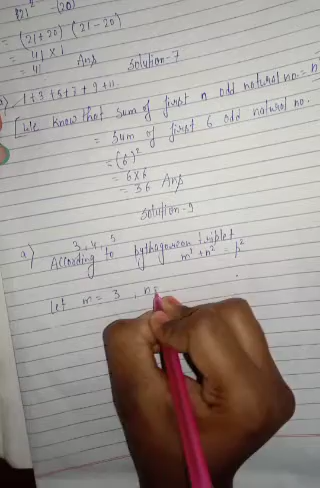 = (21+20) (21-20)
= 41 × 1
= 41 Ans
Solution-7
1+3+5+7+9+11
[We know that sum of first n odd natural no. = n
= Sum of first 6 odd natural no.
= (6)²
= 6×6
= 36 Ans
Solution-9
a) 3, 4, 5
According to pythagorean triplet
m² + n² = p²
Let m = 3, n=